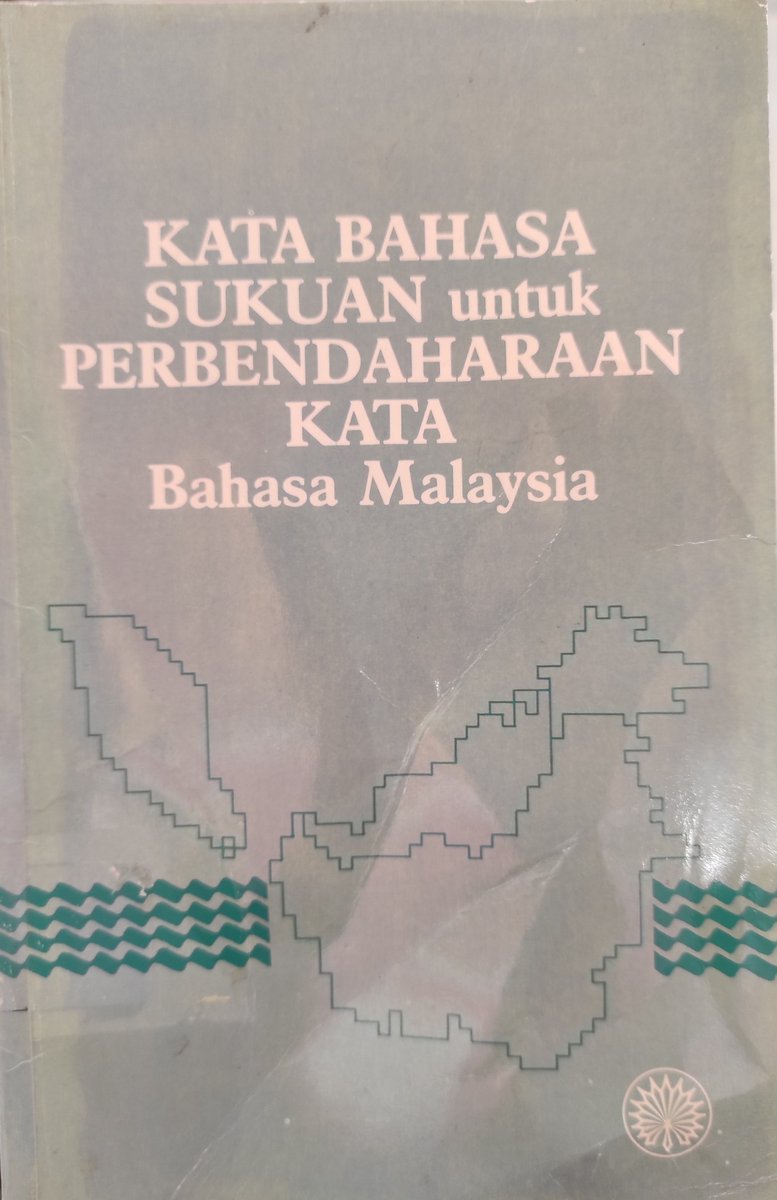 KATA BAHASA
SUKUAN untuk
PERBENDAHARAAN
KATA
Bahasa Malaysia